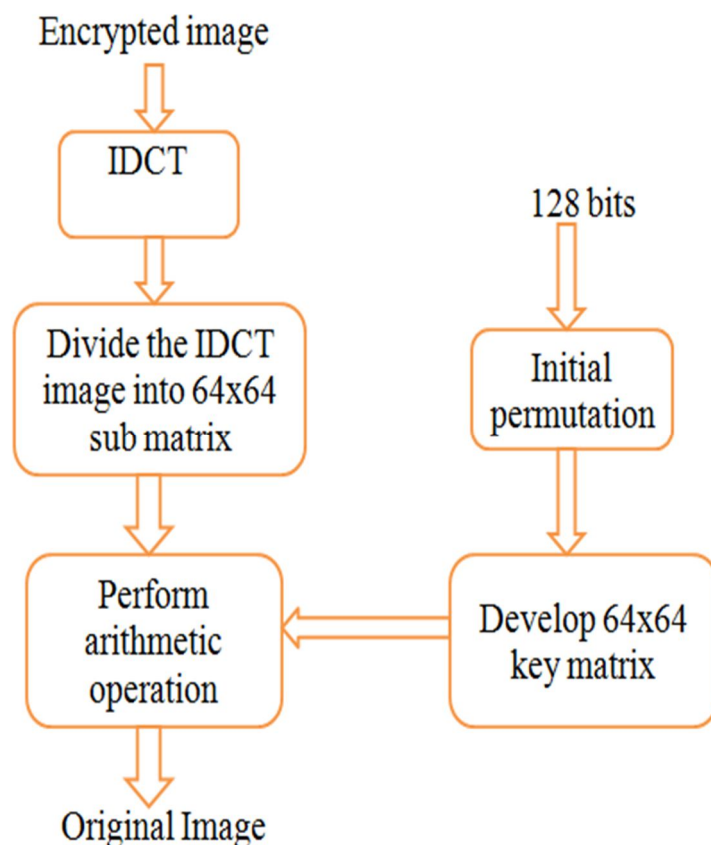 Encrypted image
IDCT
128 bits
Divide the IDCT
image into 64x64
sub matrix
Initial
permutation
Perform
arithmetic
operation
Develop 64x64
key matrix
Original Image